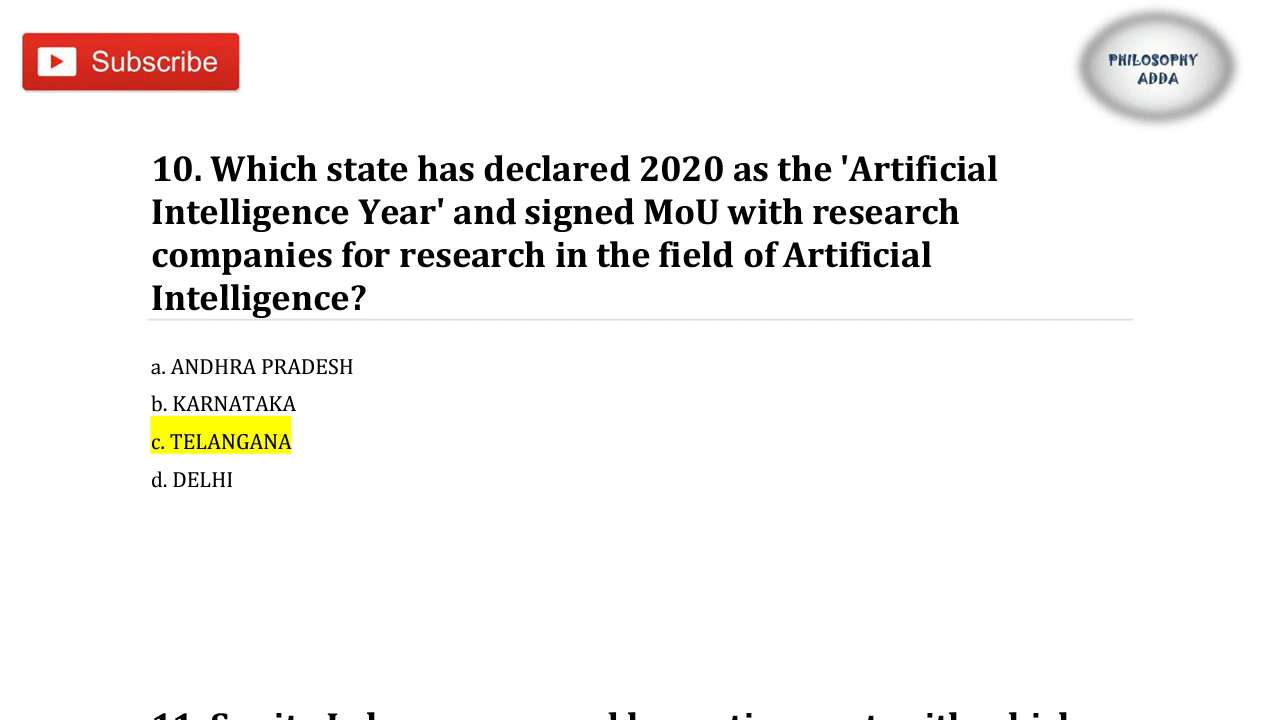 Subscribe
PHILOSOPHY
ADDA
10. Which state has declared 2020 as the 'Artificial
Intelligence Year' and signed MoU with research
companies for research in the field of Artificial
Intelligence?
a. ANDHRA PRADESH
b. KARNATAKA
c. TELANGANA
d. DELHI